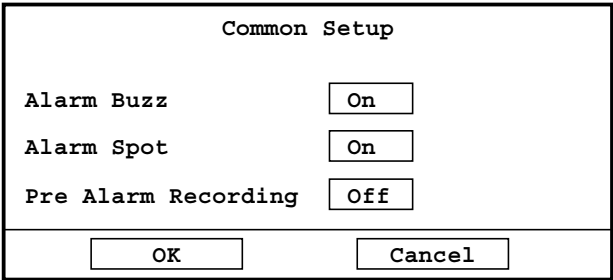 Common Setup
Alarm Buzz On
Alarm Spot On
Pre Alarm Recording Off
OK Cancel